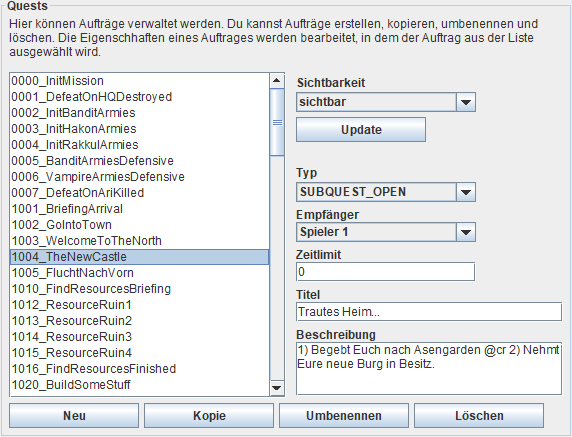 Quests
Hier können Aufträge verwaltet werden. Du kannst Aufträge erstellen, kopieren, umbenennen und
löschen. Die Eigenschhaften eines Auftrages werden bearbeitet, in dem der Auftrag aus der Liste
ausgewählt wird.
0000_InitMission
0001_DefeatOnHQDestroyed
0002_InitBanditArmies
0003_InitHakonArmies
0004_InitRakkulArmies
0005_BanditArmiesDefensive
0006_VampireArmiesDefensive
0007_DefeatOnAriKilled
1001_BriefingArrival
1002_GoIntoTown
1003_WelcomeToTheNorth
1004_TheNewCastle
1005_FluchtNachVorn
1010_FindResourcesBriefing
1012_ResourceRuin1
1013_ResourceRuin2
1014_ResourceRuin3
1015_ResourceRuin4
1016_FindResourcesFinished
1020_BuildSomeStuff
Sichtbarkeit
sichtbar
Update
Typ
SUBQUEST_OPEN
Empfänger
Spieler 1
Zeitlimit
0
Titel
Trautes Heim...
Beschreibung
1) Begebt Euch nach Asengarden @cr 2) Nehmt
Eure neue Burg in Besitz.
Neu
Kopie
Umbenennen
Löschen